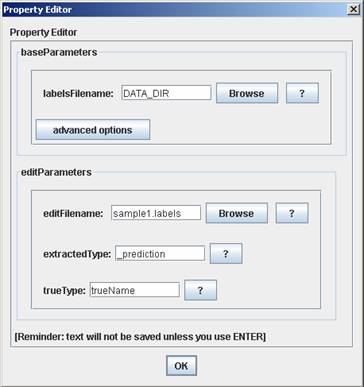 Property Editor
Property Editor
baseParameters
labelsFilename: DATA_DIR Browse ?
advanced options
editParameters
editFilename: sample1.labels Browse ?
extractedType: _prediction ?
trueType: trueName ?
[Reminder: text will not be saved unless you use ENTER]
OK